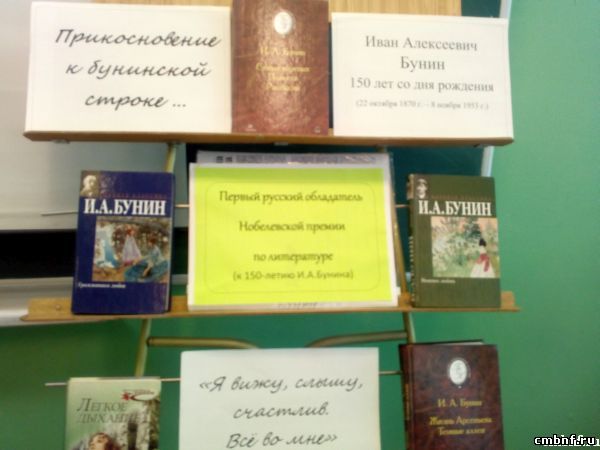 Прикосновение
к бунинской
строке ...
И. А. Бунин
Иван Алексеевич
Бунин
150 лет со дня рождения
(22 октября 1870 г. – 8 ноября 1953 г.)
И.А.БУНИН
Грамматика любви
Первый русский обладатель
Нобелевской премии
по литературе
(к 150-летию И.А.Бунина)
И.А.БУНИН
«Я вижу, слышу,
счастлив.
Всё во мне»
ЛЕГКОЕ
ДЫХАНИЕ
И. А. Бунин
Жизнь Арсеньева
Темные аллеи
cmbnf.ru